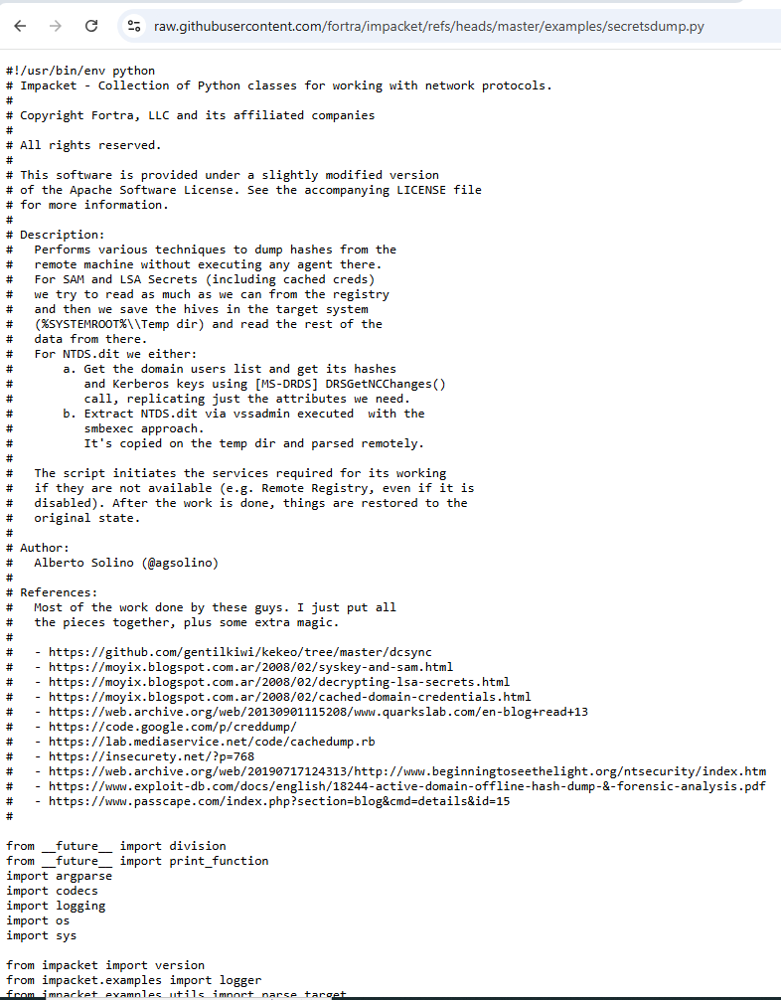 raw.githubusercontent.com/fortra/impacket/refs/heads/master/examples/secretsdump.py
#!/usr/bin/env python
# Impacket - Collection of Python classes for working with network protocols.
#
# Copyright Fortra, LLC and its affiliated companies
#
# All rights reserved.
#
# This software is provided under a slightly modified version
# of the Apache Software License. See the accompanying LICENSE file
# for more information.
#
# Description:
#   Performs various techniques to dump hashes from the
#   remote machine without executing any agent there.
#   For SAM and LSA Secrets (including cached creds)
#   we try to read as much as we can from the registry
#   and then we save the hives in the target system
#   (%SYSTEMROOT%\\Temp dir) and read the rest of the
#   data from there.
#   For NTDS.dit we either:
#       a. Get the domain users list and get its hashes
#          and Kerberos keys using [MS-DRDS] DRSGetNCChanges()
#          call, replicating just the attributes we need.
#       b. Extract NTDS.dit via vssadmin executed  with the
#          smbexec approach.
#          It's copied on the temp dir and parsed remotely.
#
#   The script initiates the services required for its working
#   if they are not available (e.g. Remote Registry, even if it is
#   disabled). After the work is done, things are restored to the
#   original state.
#
# Author:
#   Alberto Solino (@agsolino)
#
# References:
#   Most of the work done by these guys. I just put all
#   the pieces together, plus some extra magic.
#
#   - https://github.com/gentilkiwi/kekeo/tree/master/dcsync
#   - https://moyix.blogspot.com.ar/2008/02/syskey-and-sam.html
#   - https://moyix.blogspot.com.ar/2008/02/decrypting-lsa-secrets.html
#   - https://moyix.blogspot.com.ar/2008/02/cached-domain-credentials.html
#   - https://web.archive.org/web/20130901115208/www.quarkslab.com/en-blog+read+13
#   - https://code.google.com/p/creddump/
#   - https://lab.mediaservice.net/code/cachedump.rb
#   - https://insecurety.net/?p=768
#   - https://web.archive.org/web/20190717124313/http://www.beginningtoseethelight.org/ntsecurity/index.htm
#   - https://www.exploit-db.com/docs/english/18244-active-domain-offline-hash-dump-&-forensic-analysis.pdf
#   - https://www.passcape.com/index.php?section=blog&cmd=details&id=15
#
from __future__ import division
from __future__ import print_function
import argparse
import codecs
import logging
import os
import sys
from impacket import version
from impacket.examples import logger
from impacket.examples.utils import parse_target